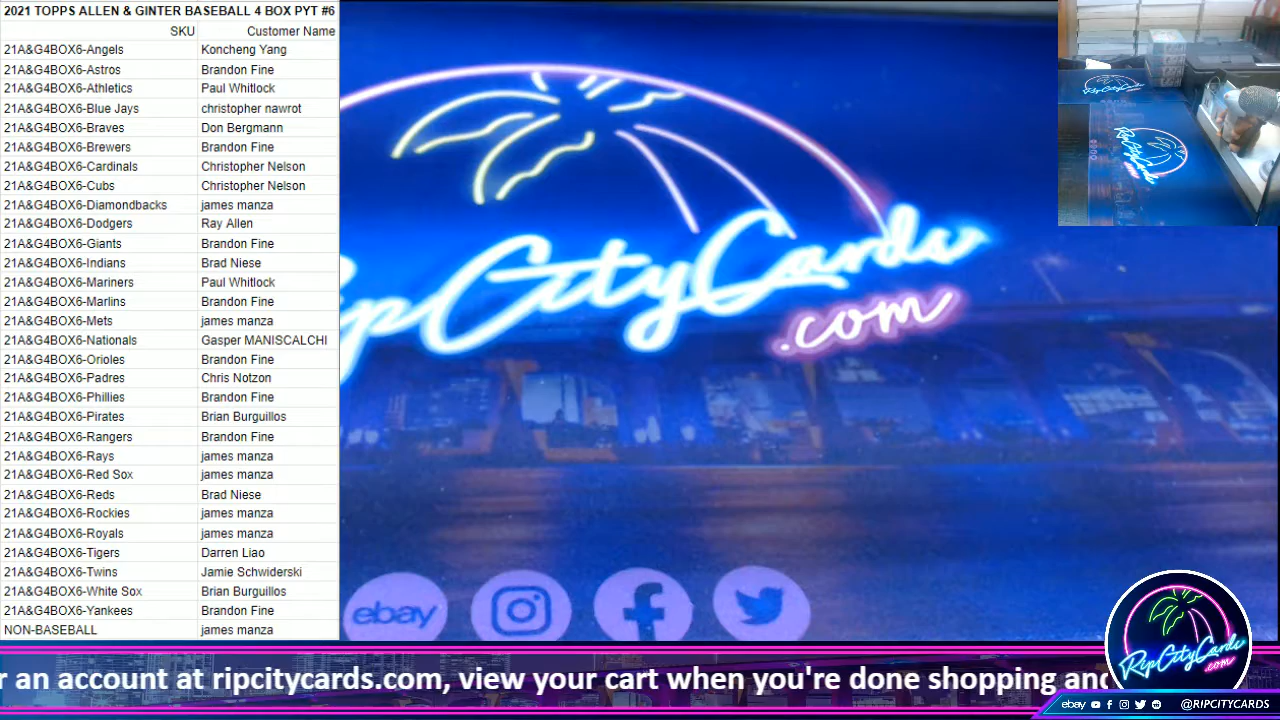 2021 TOPPS ALLEN & GINTER BASEBALL 4 BOX PYT #6
SKU Customer Name
21A&G4BOX6-Angels Koncheng Yang
21A&G4BOX6-Astros Brandon Fine
21A&G4BOX6-Athletics Paul Whitlock
21A&G4BOX6-Blue Jays christopher nawrot
21A&G4BOX6-Braves Don Bergmann
21A&G4BOX6-Brewers Brandon Fine
21A&G4BOX6-Cardinals Christopher Nelson
21A&G4BOX6-Cubs Christopher Nelson
21A&G4BOX6-Diamondbacks james manza
21A&G4BOX6-Dodgers Ray Allen
21A&G4BOX6-Giants Brandon Fine
21A&G4BOX6-Indians Brad Niese
21A&G4BOX6-Mariners Paul Whitlock
21A&G4BOX6-Marlins Brandon Fine
21A&G4BOX6-Mets james manza
21A&G4BOX6-Nationals Gasper MANISCALCHI
21A&G4BOX6-Orioles Brandon Fine
21A&G4BOX6-Padres Chris Notzon
21A&G4BOX6-Phillies Brandon Fine
21A&G4BOX6-Pirates Brian Burguillos
21A&G4BOX6-Rangers Brandon Fine
21A&G4BOX6-Rays james manza
21A&G4BOX6-Red Sox james manza
21A&G4BOX6-Reds Brad Niese
21A&G4BOX6-Rockies james manza
21A&G4BOX6-Royals james manza
21A&G4BOX6-Tigers Darren Liao
21A&G4BOX6-Twins Jamie Schwiderski
21A&G4BOX6-White Sox Brian Burguillos
21A&G4BOX6-Yankees Brandon Fine
NON-BASEBALL james manza
ipCityCards
.com
RipCityCards
RipCityCards
ebay
r an account at ripcitycards.com, view your cart when you're done shopping and
RipCityCards
.com
ebay @RIPCITYCARDS